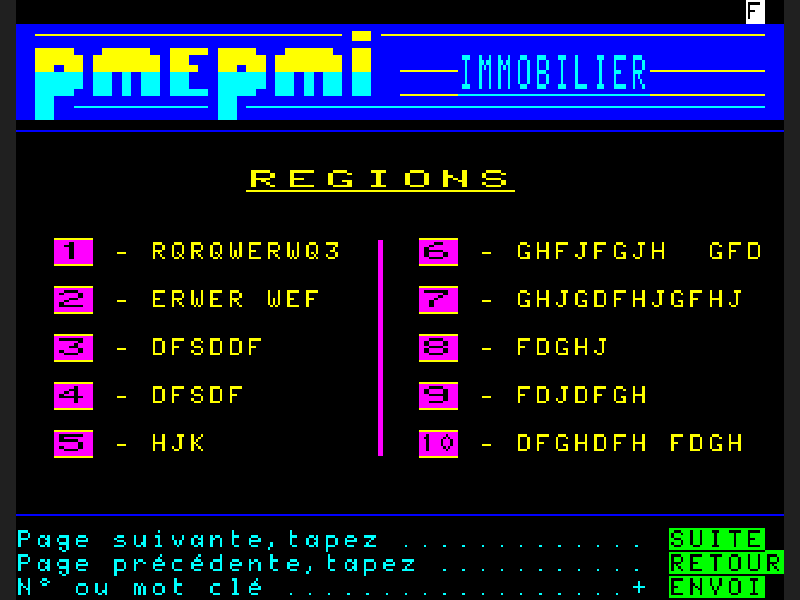 F
pmepmi IMMOBILIER
REGIONS
1 - RQRQWERWQ3
2 - ERWER WEF
3 - DFSDDF
4 - DFSDF
5 - HJK
6 - GHFJFGJH GFD
7 - GHJGDFHJGFHJ
8 - FDGHJ
9 - FDJDFGH
10 - DFGHDFH FDGH
Page suivante,tapez ............. SUITE
Page précédente,tapez ........... RETOUR
N° ou mot clé ..................+ ENVOI